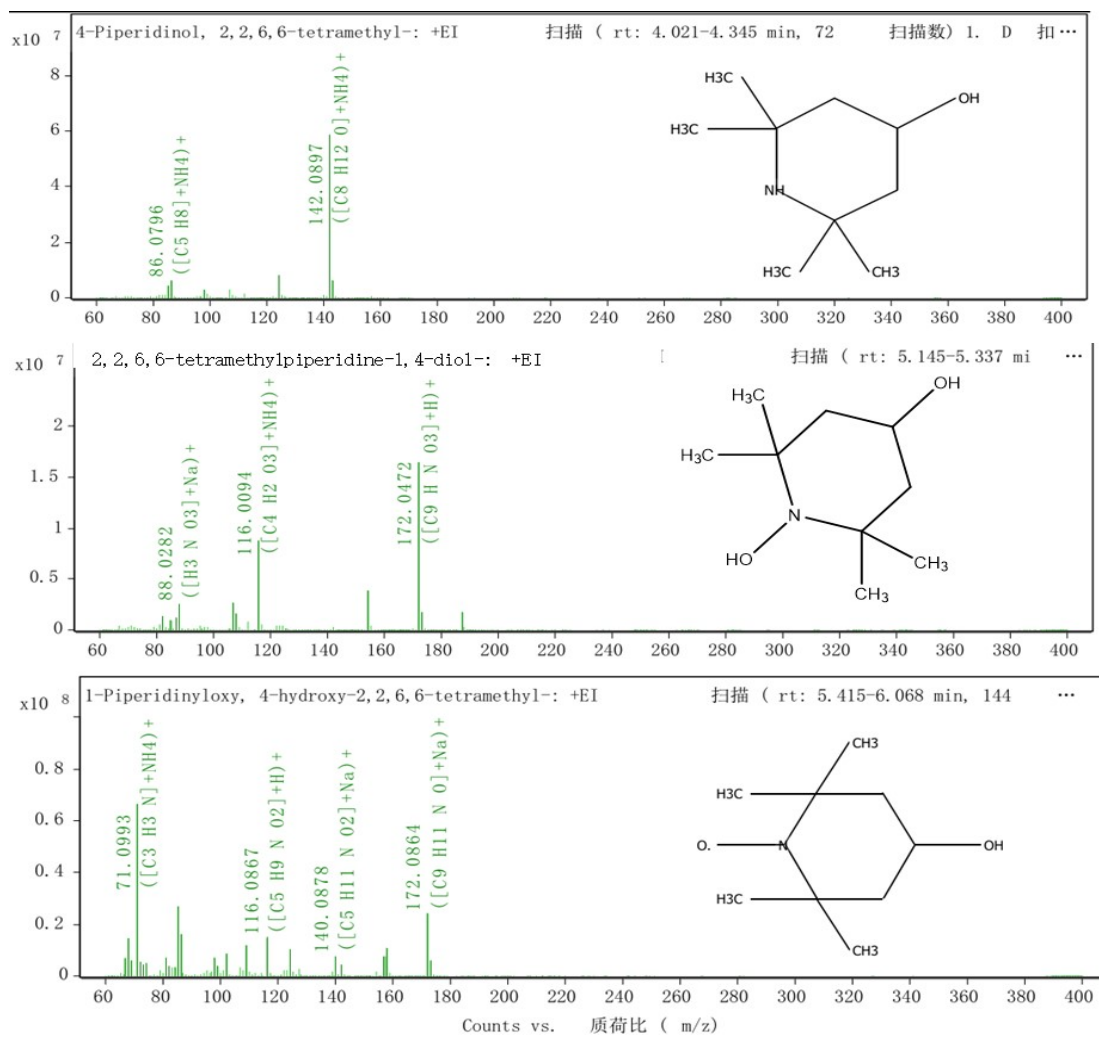 4-Piperidinol, 2,2,6,6-tetramethyl-: +EI 扫描 ( rt: 4.021-4.345 min, 72 扫描数) 1. D 扣…
x10 7
8
6
4
2
0
86.0796
([C5 H8]+NH4)+
142.0897
([C8 H12 O]+NH4)+
H3C
H3C
NH
OH
H3C
CH3
60 80 100 120 140 160 180 200 220 240 260 280 300 320 340 360 380 400
2,2,6,6-tetramethylpiperidine-1,4-diol-: +EI 扫描 ( rt: 5.145-5.337 mi …
x10 7
2
1.5
1
0.5
0
88.0282
([H3 N O3]+Na)+
116.0094
([C4 H2 O3]+NH4)+
172.0472
([C9 H N O3]+H)+
OH
H3C
H3C
N
HO
CH3
CH3
60 80 100 120 140 160 180 200 220 240 260 280 300 320 340 360 380 400
1-Piperidinyloxy, 4-hydroxy-2,2,6,6-tetramethyl-: +EI 扫描 ( rt: 5.415-6.068 min, 144 …
x10 8
0.8
0.6
0.4
0.2
0
71.0993
([C3 H3 N]+NH4)+
116.0867
([C5 H9 N O2]+H)+
140.0878
([C5 H11 N O2]+Na)+
172.0864
([C9 H11 N O]+Na)+
CH3
H3C
O.
N
OH
H3C
CH3
60 80 100 120 140 160 180 200 220 240 260 280 300 320 340 360 380 400
Counts vs. 质荷比 ( m/z)